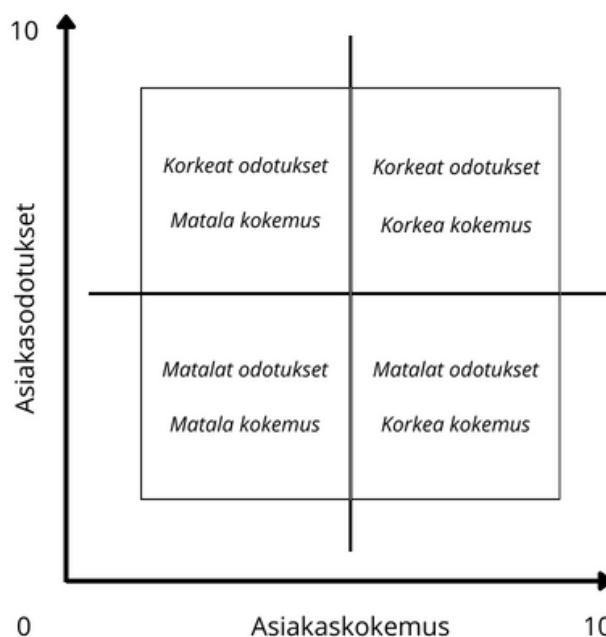 10
Asiakasodotukset
Korkeat odotukset
Matala kokemus
Korkeat odotukset
Korkea kokemus
Matalat odotukset
Matala kokemus
Matalat odotukset
Korkea kokemus
0
Asiakaskokemus
10